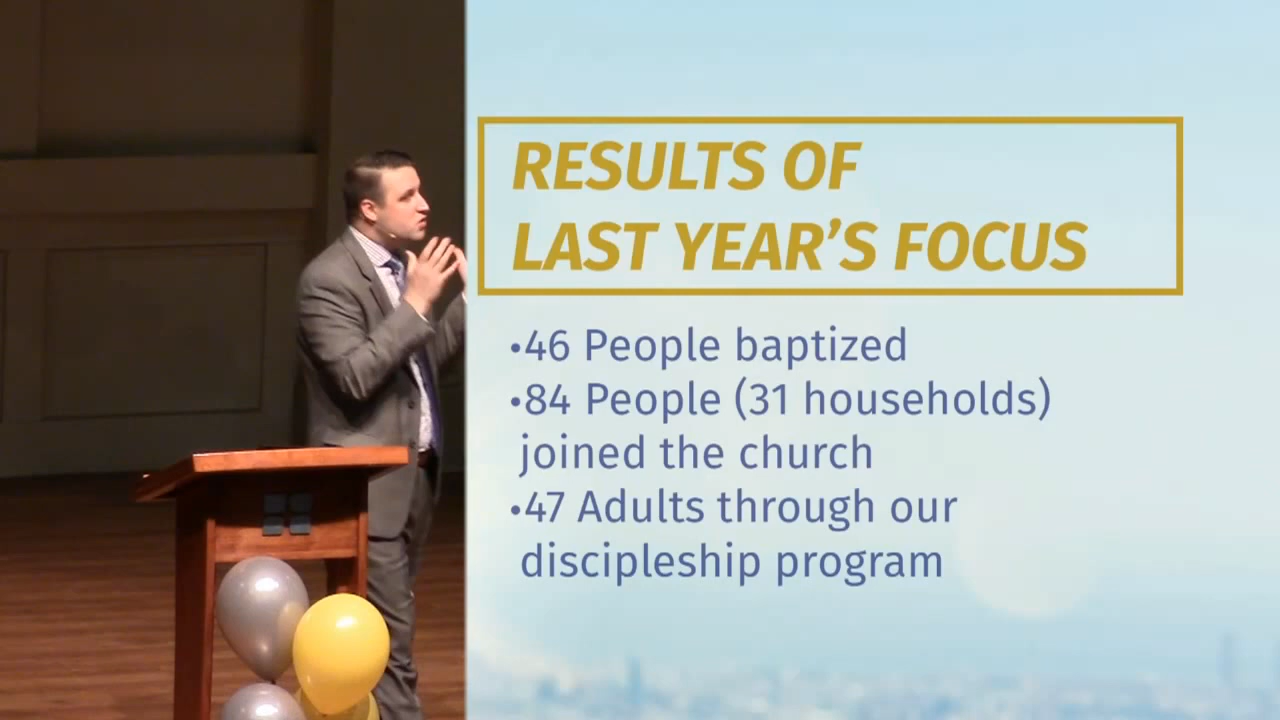 RESULTS OF
LAST YEAR'S FOCUS
•46 People baptized
•84 People (31 households)
joined the church
•47 Adults through our
discipleship program